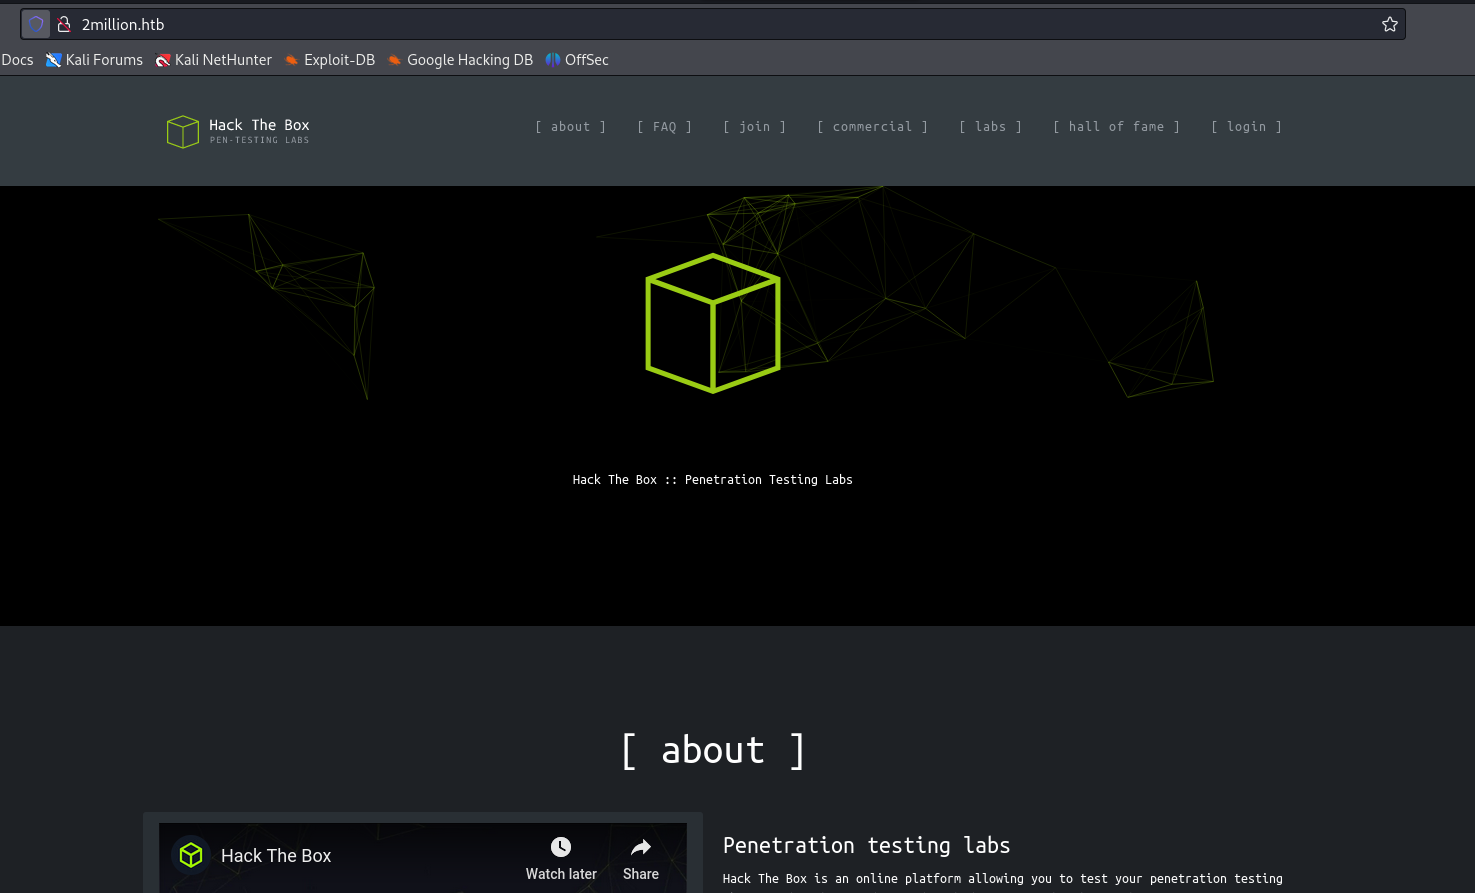 2million.htb
Docs Kali Forums Kali NetHunter Exploit-DB Google Hacking DB OffSec
Hack The Box
PEN-TESTING LABS
[ about ] [ FAQ ] [ join ] [ commercial ] [ labs ] [ hall of fame ] [ login ]
Hack The Box :: Penetration Testing Labs
[ about ]
Hack The Box
Watch later Share
Penetration testing labs
Hack The Box is an online platform allowing you to test your penetration testing